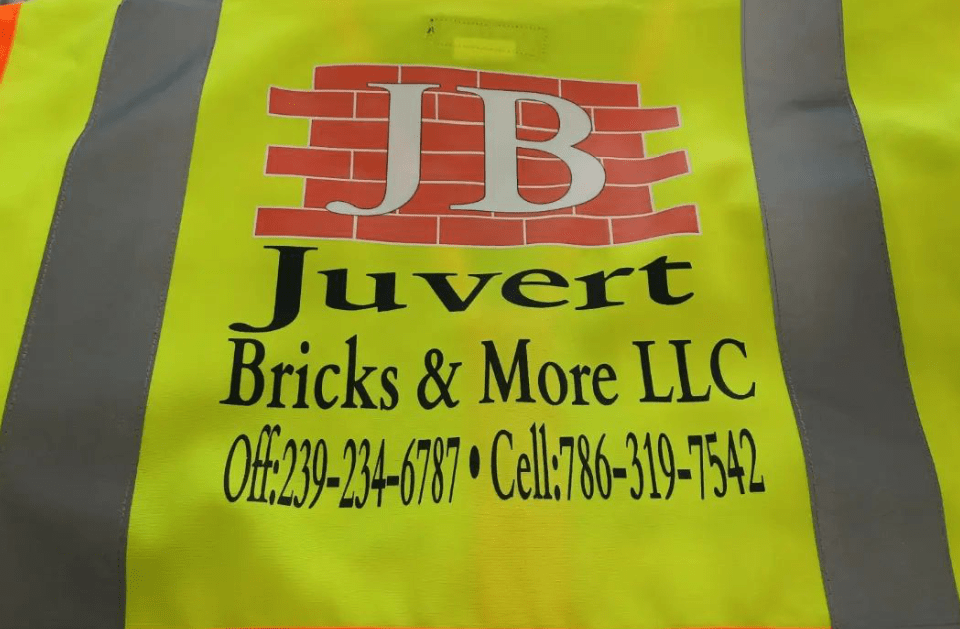 JB
Juvert
Bricks & More LLC
Off:239-234-6787 • Cell:786-319-7542